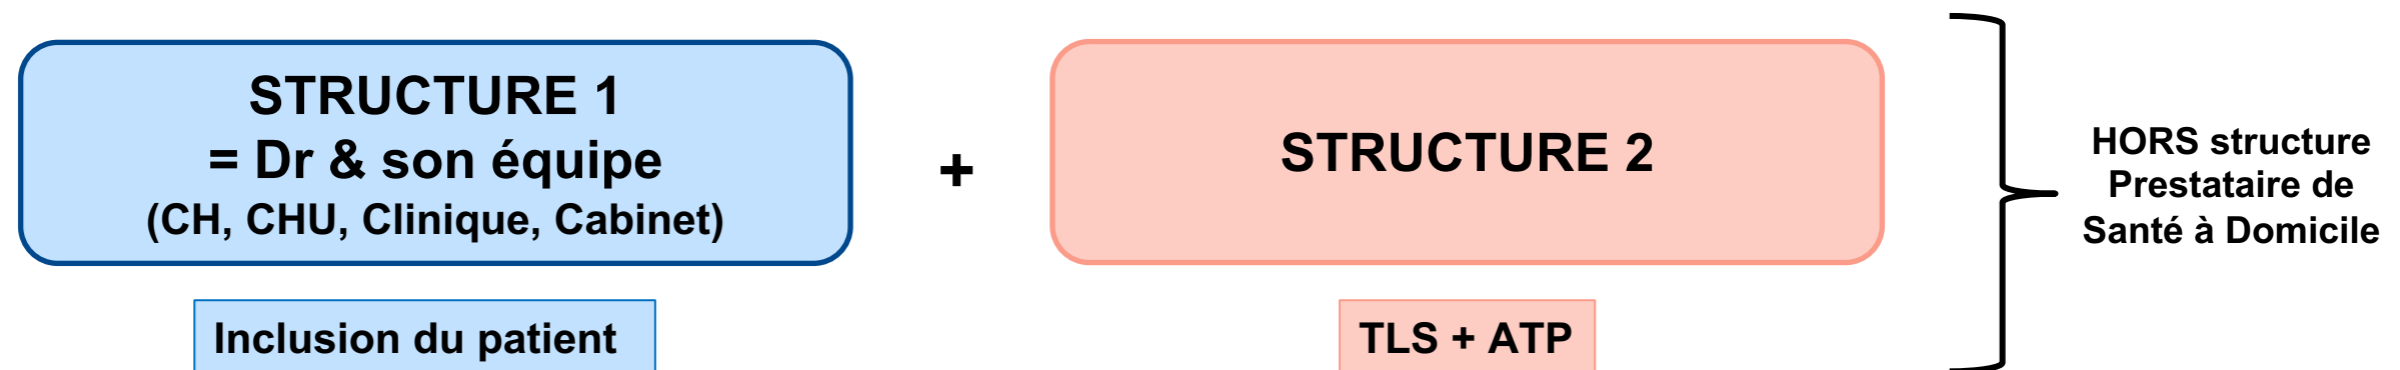 STRUCTURE 1
= Dr & son équipe
(CH, CHU, Clinique, Cabinet)
+
STRUCTURE 2
HORS structure
Prestataire de
Santé à Domicile
Inclusion du patient
TLS + ATP